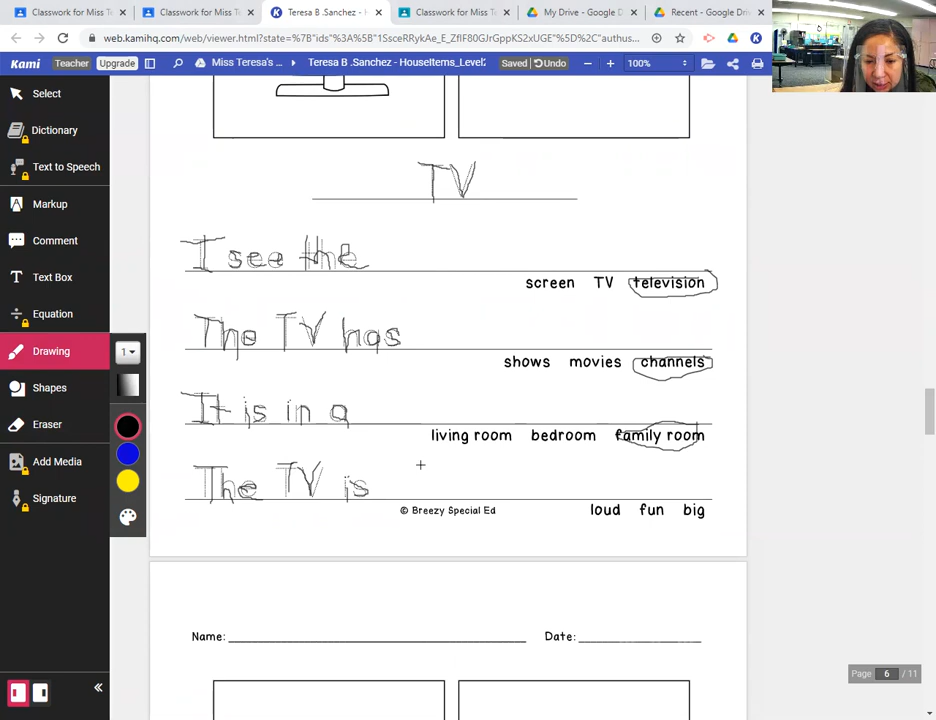 Classwork for Miss T
Classwork for Miss T
Teresa B .Sanchez - H
Classwork for Miss Te
My Drive - Google D
Recent - Google Dri
web.kamihq.com/web/viewer.html?state=%7B"ids"%3A%5B"1SsceRRykAe_E_ZfIF80GJrGmyKPS2xUGE"%5D%2C"action"...
Kami Teacher Upgrade Miss Teresa's ... Teresa B .Sanchez - HouseItems_Level2 Saved Undo 100%
Select
Dictionary
Text to Speech
Markup
Comment
Text Box
Equation
Drawing
Shapes
Eraser
Add Media
Signature
1
TV
I see the
screen TV television
The TV has
shows movies channels
It is in a
living room bedroom family room
The TV is
© Breezy Special Ed
loud fun big
Name: Date:
Page 6 / 11